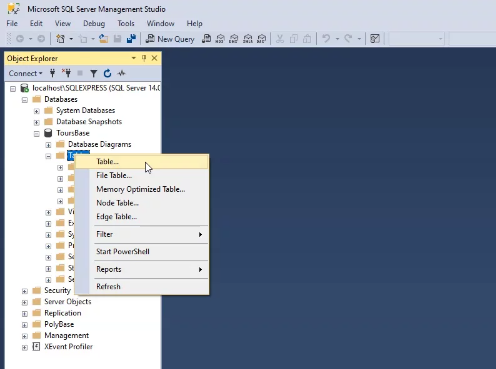 Microsoft SQL Server Management Studio
File Edit View Debug Tools Window Help
New Query
Object Explorer
Connect
localhost\SQLEXPRESS (SQL Server 14.0
Databases
System Databases
Database Snapshots
ToursBase
Database Diagrams
Table...
File Table...
Memory Optimized Table...
Node Table...
Edge Table...
Filter
Start PowerShell
Reports
Refresh
Security
Server Objects
Replication
PolyBase
Management
XEvent Profiler